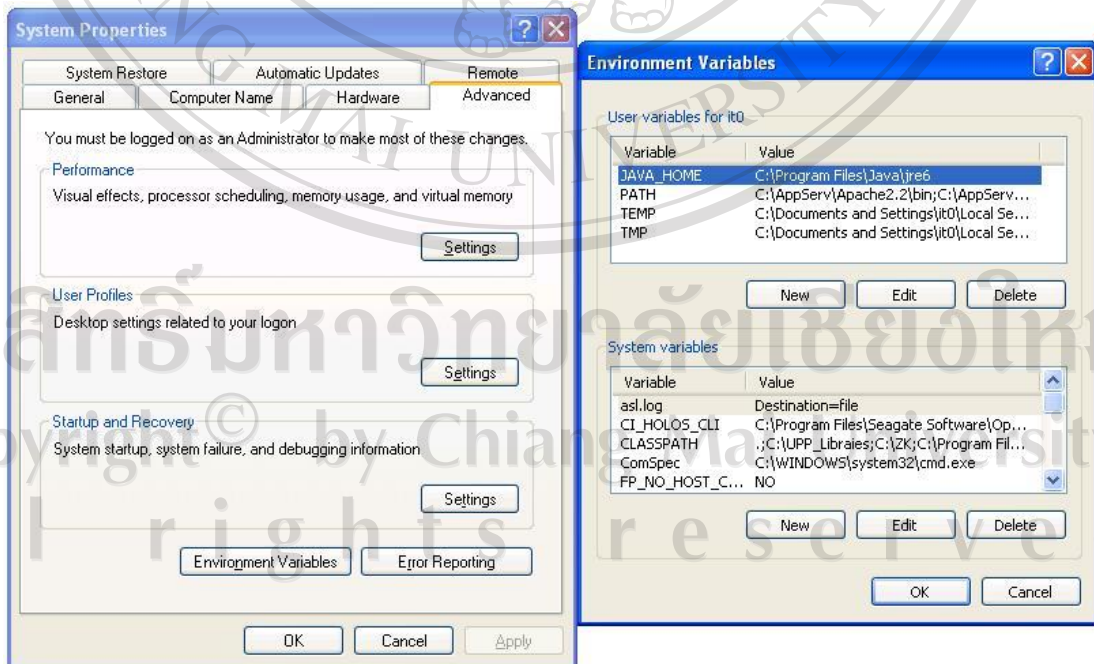 System Properties
System Restore Automatic Updates Remote
General Computer Name Hardware Advanced
You must be logged on as an Administrator to make most of these changes.
Performance
Visual effects, processor scheduling, memory usage, and virtual memory
Settings
User Profiles
Desktop settings related to your logon
Settings
Startup and Recovery
System startup, system failure, and debugging information
Settings
Environment Variables Error Reporting
OK Cancel Apply
Environment Variables
User variables for it0
Variable Value
JAVA_HOME C:\Program Files\Java\jre6
PATH C:\AppServ\Apache2.2\bin;C:\AppServ...
TEMP C:\Documents and Settings\it0\Local Se...
TMP C:\Documents and Settings\it0\Local Se...
New Edit Delete
System variables
Variable Value
asl.log Destination=file
CI_HOLOS_CLI C:\Program Files\Seagate Software\Op...
CLASSPATH .;C:\UPP_Libraies;C:\ZK;C:\Program Fil...
ComSpec C:\WINDOWS\system32\cmd.exe
FP_NO_HOST_C... NO
New Edit Delete
OK Cancel
MAI UNIVERSITY
by Chiang Mai
rights reserve